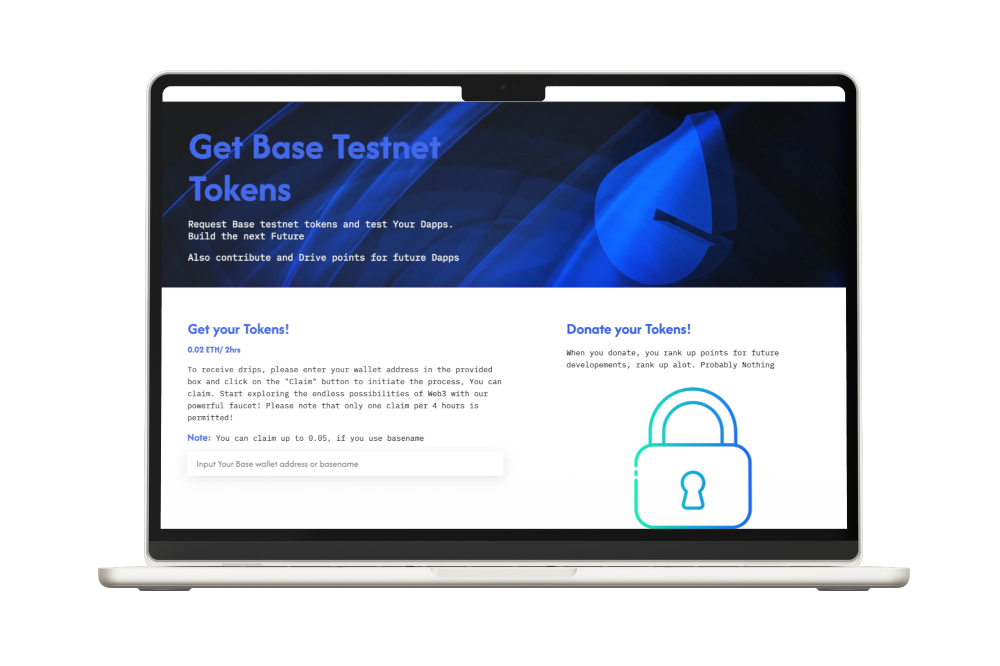 Get Base Testnet
Tokens
Request Base testnet tokens and test Your Dapps.
Build the next Future
Also contribute and Drive points for future Dapps
Get your Tokens!
0.02 ETH/ 2hrs
To receive drips, please enter your wallet address in the provided
box and click on the "Claim" button to initiate the process, You can
claim. Start exploring the endless possibilities of Web3 with our
powerful faucet! Please note that only one claim per 4 hours is
permitted!
Note: You can claim up to 0.05, if you use basename
Input Your Base wallet address or basename
Donate your Tokens!
When you donate, you rank up points for future
developements, rank up alot. Probably Nothing